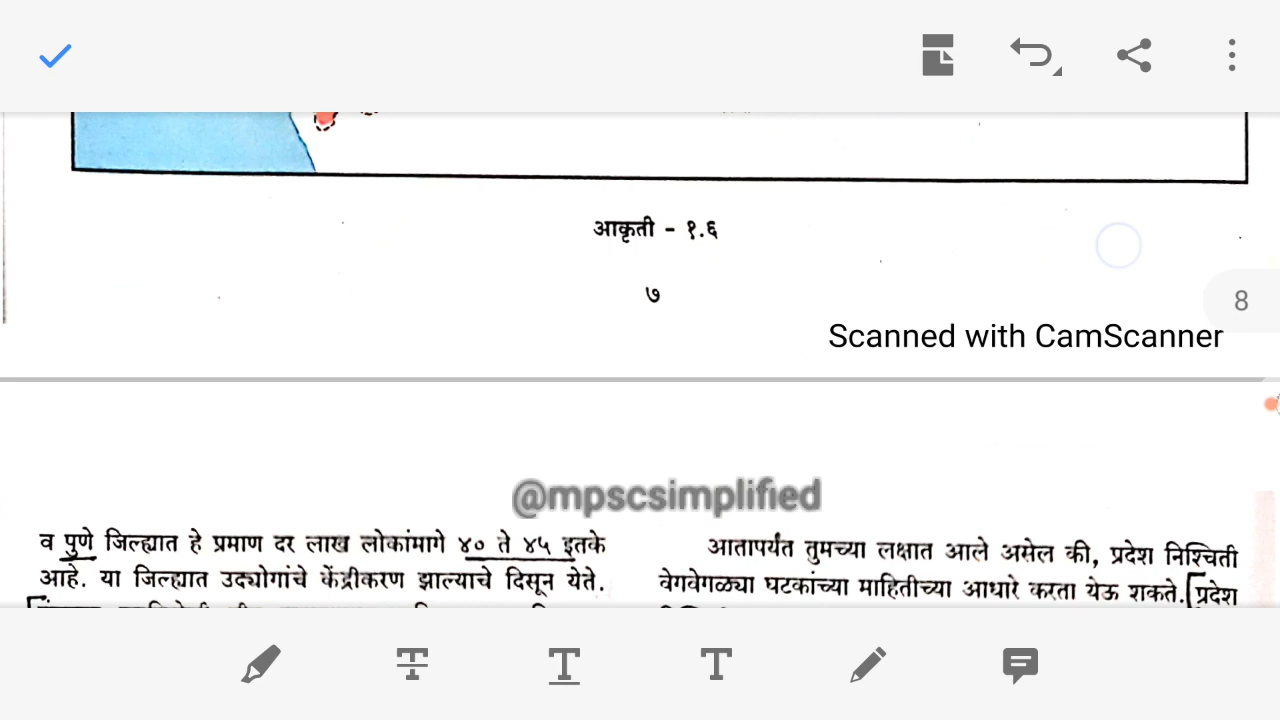 आकृती - १.६
७
8
Scanned with CamScanner
@mpscsimplified
व पुणे जिल्ह्यात हे प्रमाण दर लाख लोकांमागे ४० ते ४५ इतके
आहे. या जिल्ह्यात उद्योगांचे केंद्रीकरण झाल्याचे दिसून येते.
आतापर्यंत तुमच्या लक्षात आले असेल की, प्रदेश निश्चिती
वेगवेगळ्या घटकांच्या माहितीच्या आधारे करता येऊ शकते. [प्रदेश